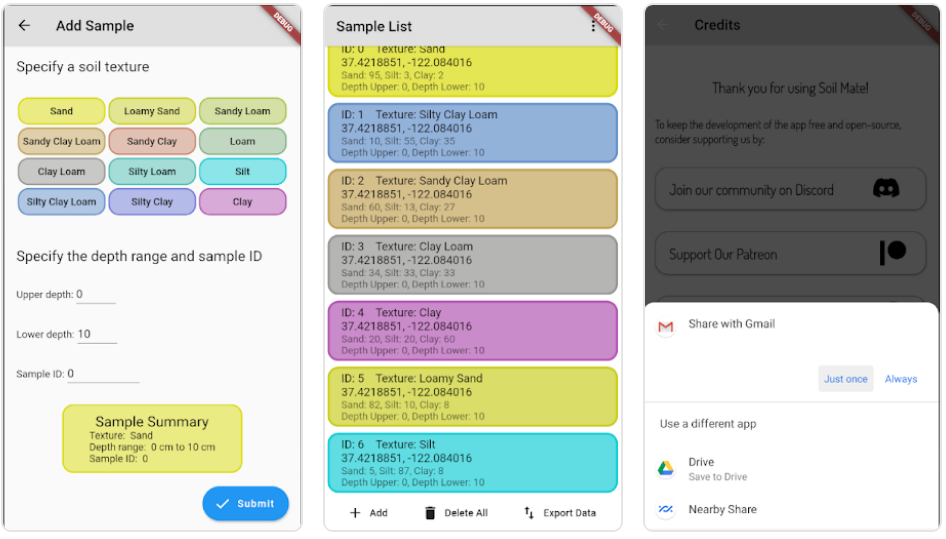 Add Sample
DEBUG
Specify a soil texture
Sand
Loamy Sand
Sandy Loam
Sandy Clay Loam
Sandy Clay
Loam
Clay Loam
Silty Loam
Silt
Silty Clay Loam
Silty Clay
Clay
Specify the depth range and sample ID
Upper depth: 0
Lower depth: 10
Sample ID: 0
Sample Summary
Texture: Sand
Depth range: 0 cm to 10 cm
Sample ID: 0
Submit
Sample List
DEBUG
ID: 0 Texture: Sand
37.4218851, -122.084016
Sand: 95, Silt: 3, Clay: 2
Depth Upper: 0, Depth Lower: 10
ID: 1 Texture: Silty Clay Loam
37.4218851, -122.084016
Sand: 10, Silt: 55, Clay: 35
Depth Upper: 0, Depth Lower: 10
ID: 2 Texture: Sandy Clay Loam
37.4218851, -122.084016
Sand: 60, Silt: 13, Clay: 27
Depth Upper: 0, Depth Lower: 10
ID: 3 Texture: Clay Loam
37.4218851, -122.084016
Sand: 34, Silt: 33, Clay: 33
Depth Upper: 0, Depth Lower: 10
ID: 4 Texture: Clay
37.4218851, -122.084016
Sand: 20, Silt: 20, Clay: 60
Depth Upper: 0, Depth Lower: 10
ID: 5 Texture: Loamy Sand
37.4218851, -122.084016
Sand: 82, Silt: 10, Clay: 8
Depth Upper: 0, Depth Lower: 10
ID: 6 Texture: Silt
37.4218851, -122.084016
Sand: 5, Silt: 87, Clay: 8
Depth Upper: 0, Depth Lower: 10
Add
Delete All
Export Data
Credits
DEBUG
Thank you for using Soil Mate!
To keep the development of the app free and open-source,
consider supporting us by:
Join our community on Discord
Support Our Patreon
Share with Gmail
Just once
Always
Use a different app
Drive
Save to Drive
Nearby Share